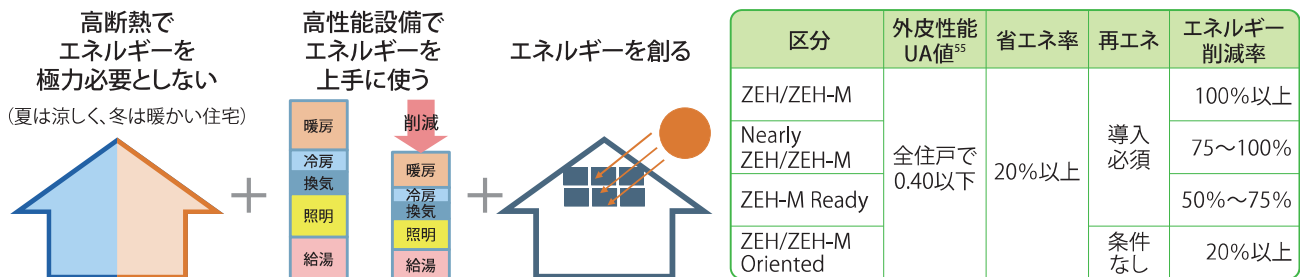 高断熱で
エネルギーを
極力必要としない
(夏は涼しく、冬は暖かい住宅)
高性能設備で
エネルギーを
上手に使う
暖房
冷房
換気
照明
給湯
削減
暖房
冷房
換気
照明
給湯
エネルギーを創る
区分
外皮性能
UA値55
省エネ率
再エネ
エネルギー
削減率
ZEH/ZEH-M
全住戸で
0.40以下
20%以上
導入
必須
100%以上
Nearly
ZEH/ZEH-M
75〜100%
ZEH-M Ready
50%〜75%
ZEH/ZEH-M
Oriented
条件
なし
20%以上